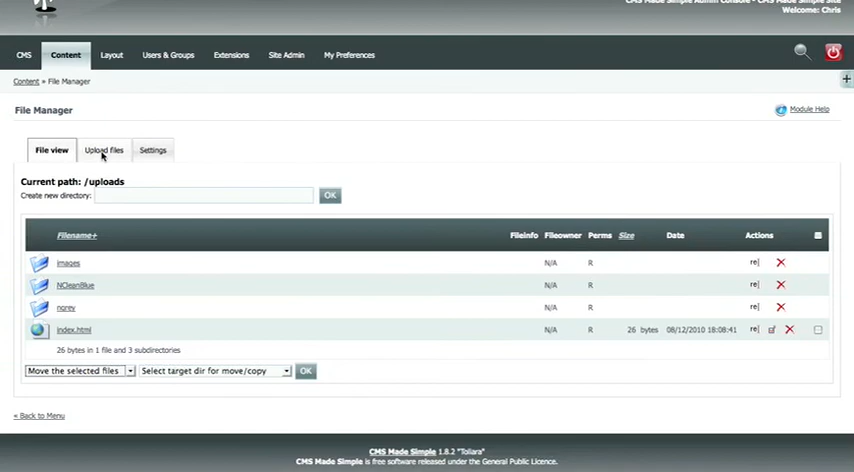 CMS Made Simple Admin Console - CMS Made Simple Site
Welcome: Chris
CMS Content Layout Users & Groups Extensions Site Admin My Preferences
Content » File Manager
File Manager Module Help
File view Upload files Settings
Current path: /uploads
Create new directory: OK
Filename+ Fileinfo Fileowner Perms Size Date Actions
images N/A R re]
NCleanBlue N/A R re]
norey N/A R re]
index.html N/A R 26 bytes 08/12/2010 18:08:41 re]
26 bytes in 1 file and 3 subdirectories
Move the selected files Select target dir for move/copy OK
« Back to Menu
CMS Made Simple 1.8.2 "Tollara"
CMS Made Simple is free software released under the General Public Licence.